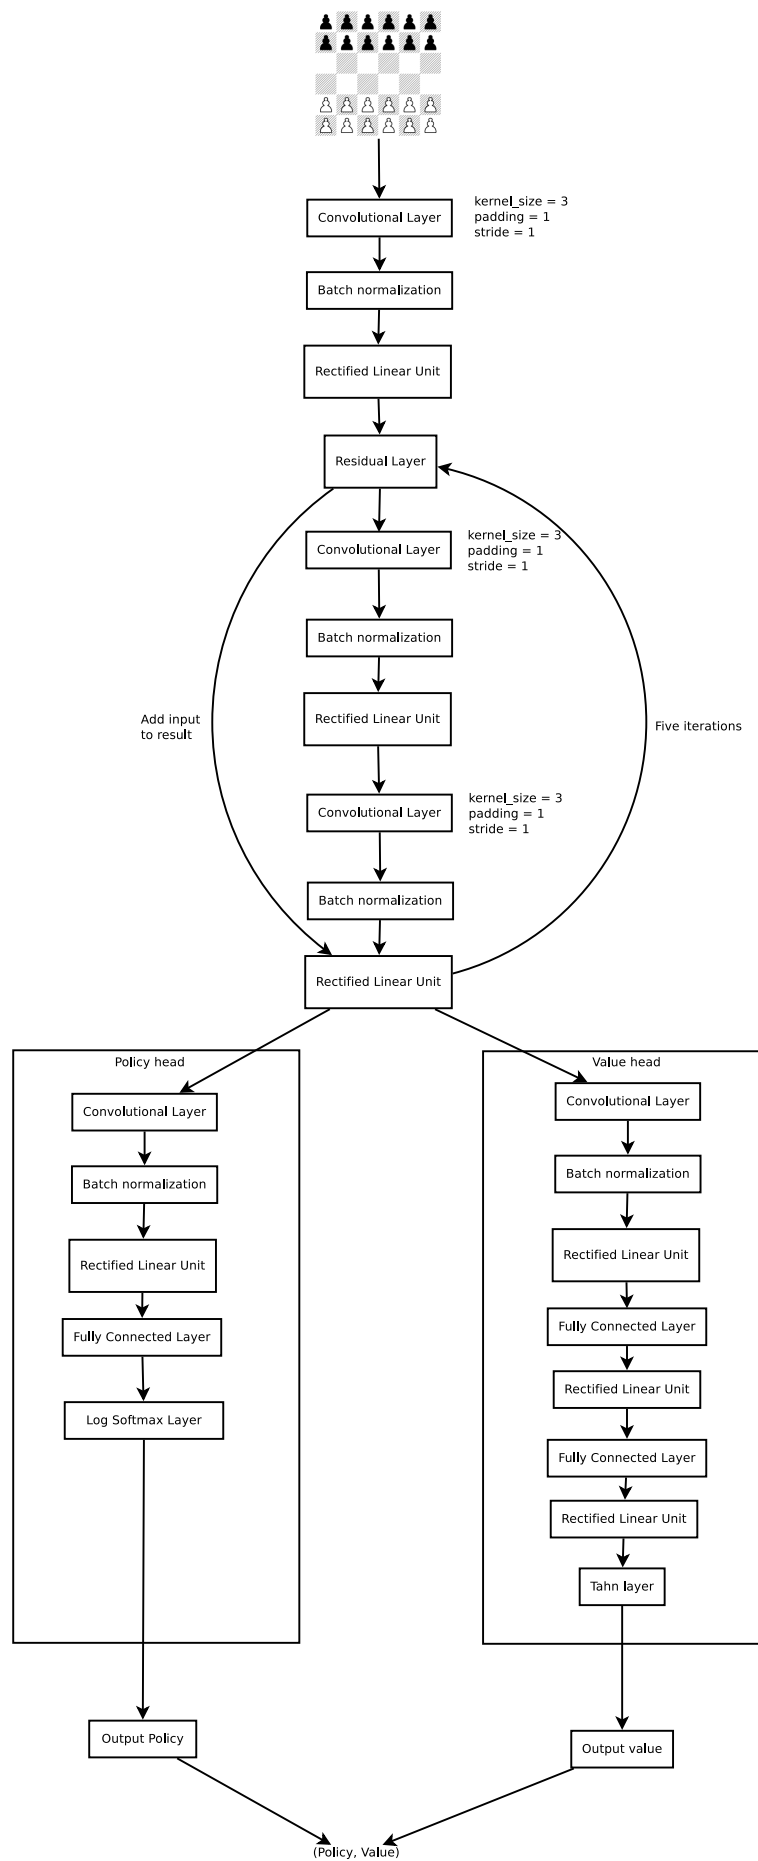 Convolutional Layer
kernel_size = 3
padding = 1
stride = 1
Batch normalization
Rectified Linear Unit
Residual Layer
Convolutional Layer
kernel_size = 3
padding = 1
stride = 1
Batch normalization
Rectified Linear Unit
Add input
to result
Five iterations
Convolutional Layer
kernel_size = 3
padding = 1
stride = 1
Batch normalization
Rectified Linear Unit
Policy head
Convolutional Layer
Batch normalization
Rectified Linear Unit
Fully Connected Layer
Log Softmax Layer
Value head
Convolutional Layer
Batch normalization
Rectified Linear Unit
Fully Connected Layer
Rectified Linear Unit
Fully Connected Layer
Rectified Linear Unit
Tahn layer
Output Policy
Output value
(Policy, Value)